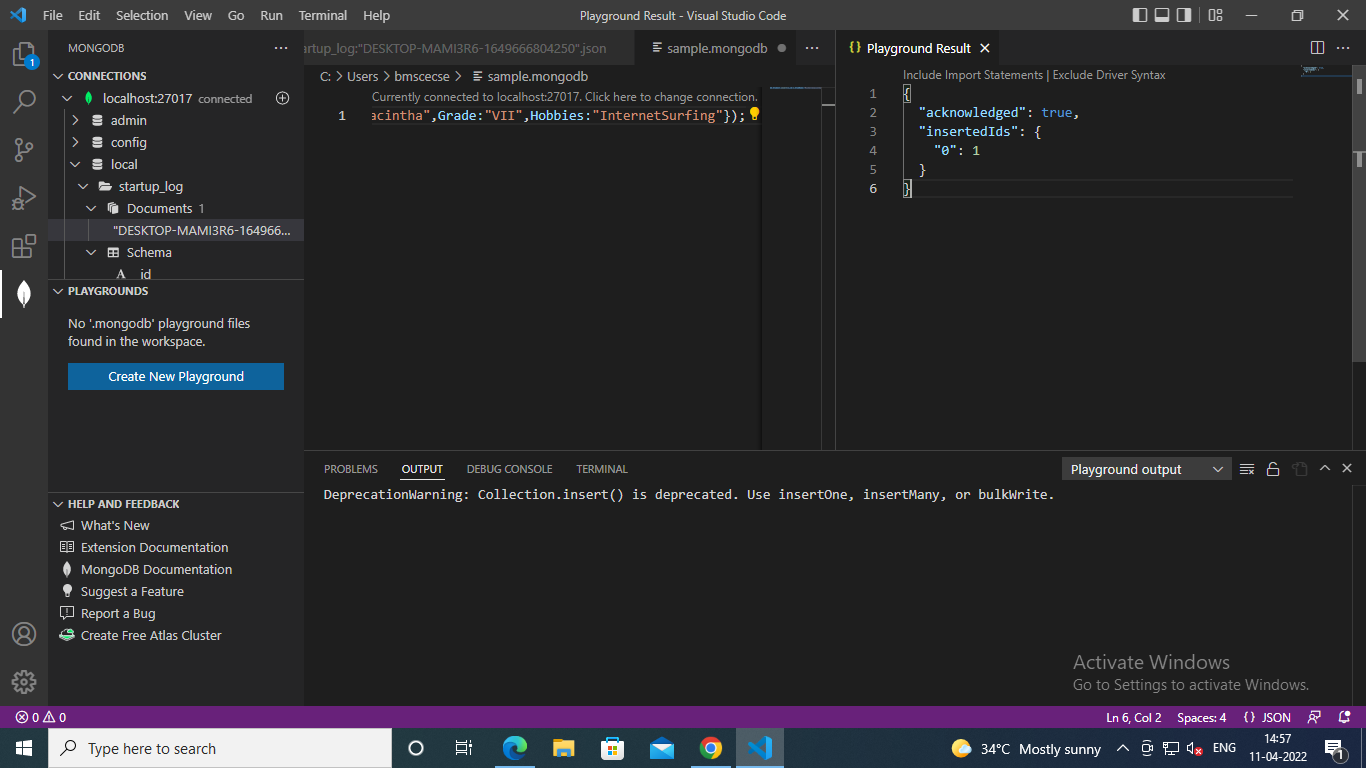 File Edit Selection View Go Run Terminal Help
Playground Result - Visual Studio Code
1
MONGODB
CONNECTIONS
localhost:27017 connected
admin
config
local
startup_log
Documents 1
"DESKTOP-MAMI3R6-164966...
Schema
id
PLAYGROUNDS
No '.mongodb' playground files
found in the workspace.
Create New Playground
HELP AND FEEDBACK
What's New
Extension Documentation
MongoDB Documentation
Suggest a Feature
Report a Bug
Create Free Atlas Cluster
artup_log:"DESKTOP-MAMI3R6-1649666804250".json
sample.mongodb
C: > Users > bmscecse > sample.mongodb
Currently connected to localhost:27017. Click here to change connection.
1 acintha",Grade:"VII",Hobbies:"InternetSurfing"});
{} Playground Result
Include Import Statements | Exclude Driver Syntax
1 {
2 "acknowledged": true,
3 "insertedIds": {
4 "0": 1
5 }
6 }
PROBLEMS OUTPUT DEBUG CONSOLE TERMINAL
Playground output
DeprecationWarning: Collection.insert() is deprecated. Use insertOne, insertMany, or bulkWrite.
Activate Windows
Go to Settings to activate Windows.
0 0
Ln 6, Col 2 Spaces: 4 {} JSON
Type here to search
34°C Mostly sunny
ENG
14:57
11-04-2022
1